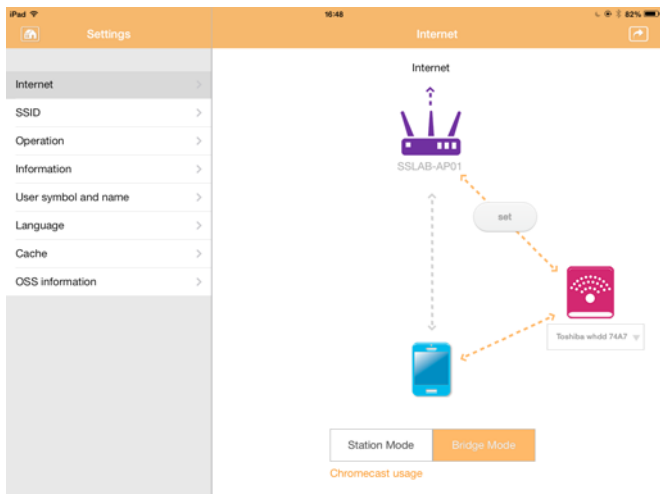 iPad 16:48 82%
Settings
Internet
Internet
SSID
Operation
Information
User symbol and name
Language
Cache
OSS information
Internet
SSLAB-AP01
set
Toshiba whdd 74A7
Station Mode Bridge Mode
Chromecast usage